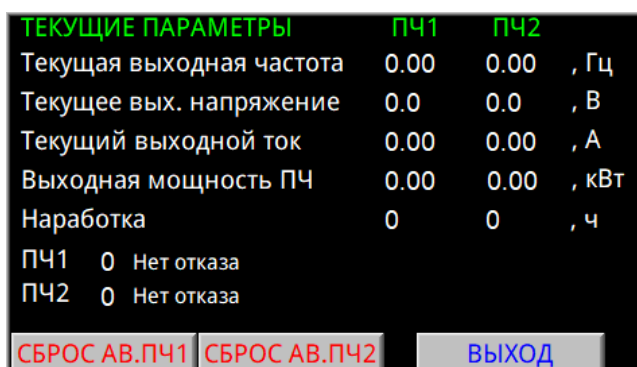 ТЕКУЩИЕ ПАРАМЕТРЫ ПЧ1 ПЧ2
Текущая выходная частота 0.00 0.00 , Гц
Текущее вых. напряжение 0.0 0.0 , В
Текущий выходной ток 0.00 0.00 , А
Выходная мощность ПЧ 0.00 0.00 , кВт
Наработка 0 0 , ч
ПЧ1 0 Нет отказа
ПЧ2 0 Нет отказа
СБРОС АВ.ПЧ1 СБРОС АВ.ПЧ2 ВЫХОД